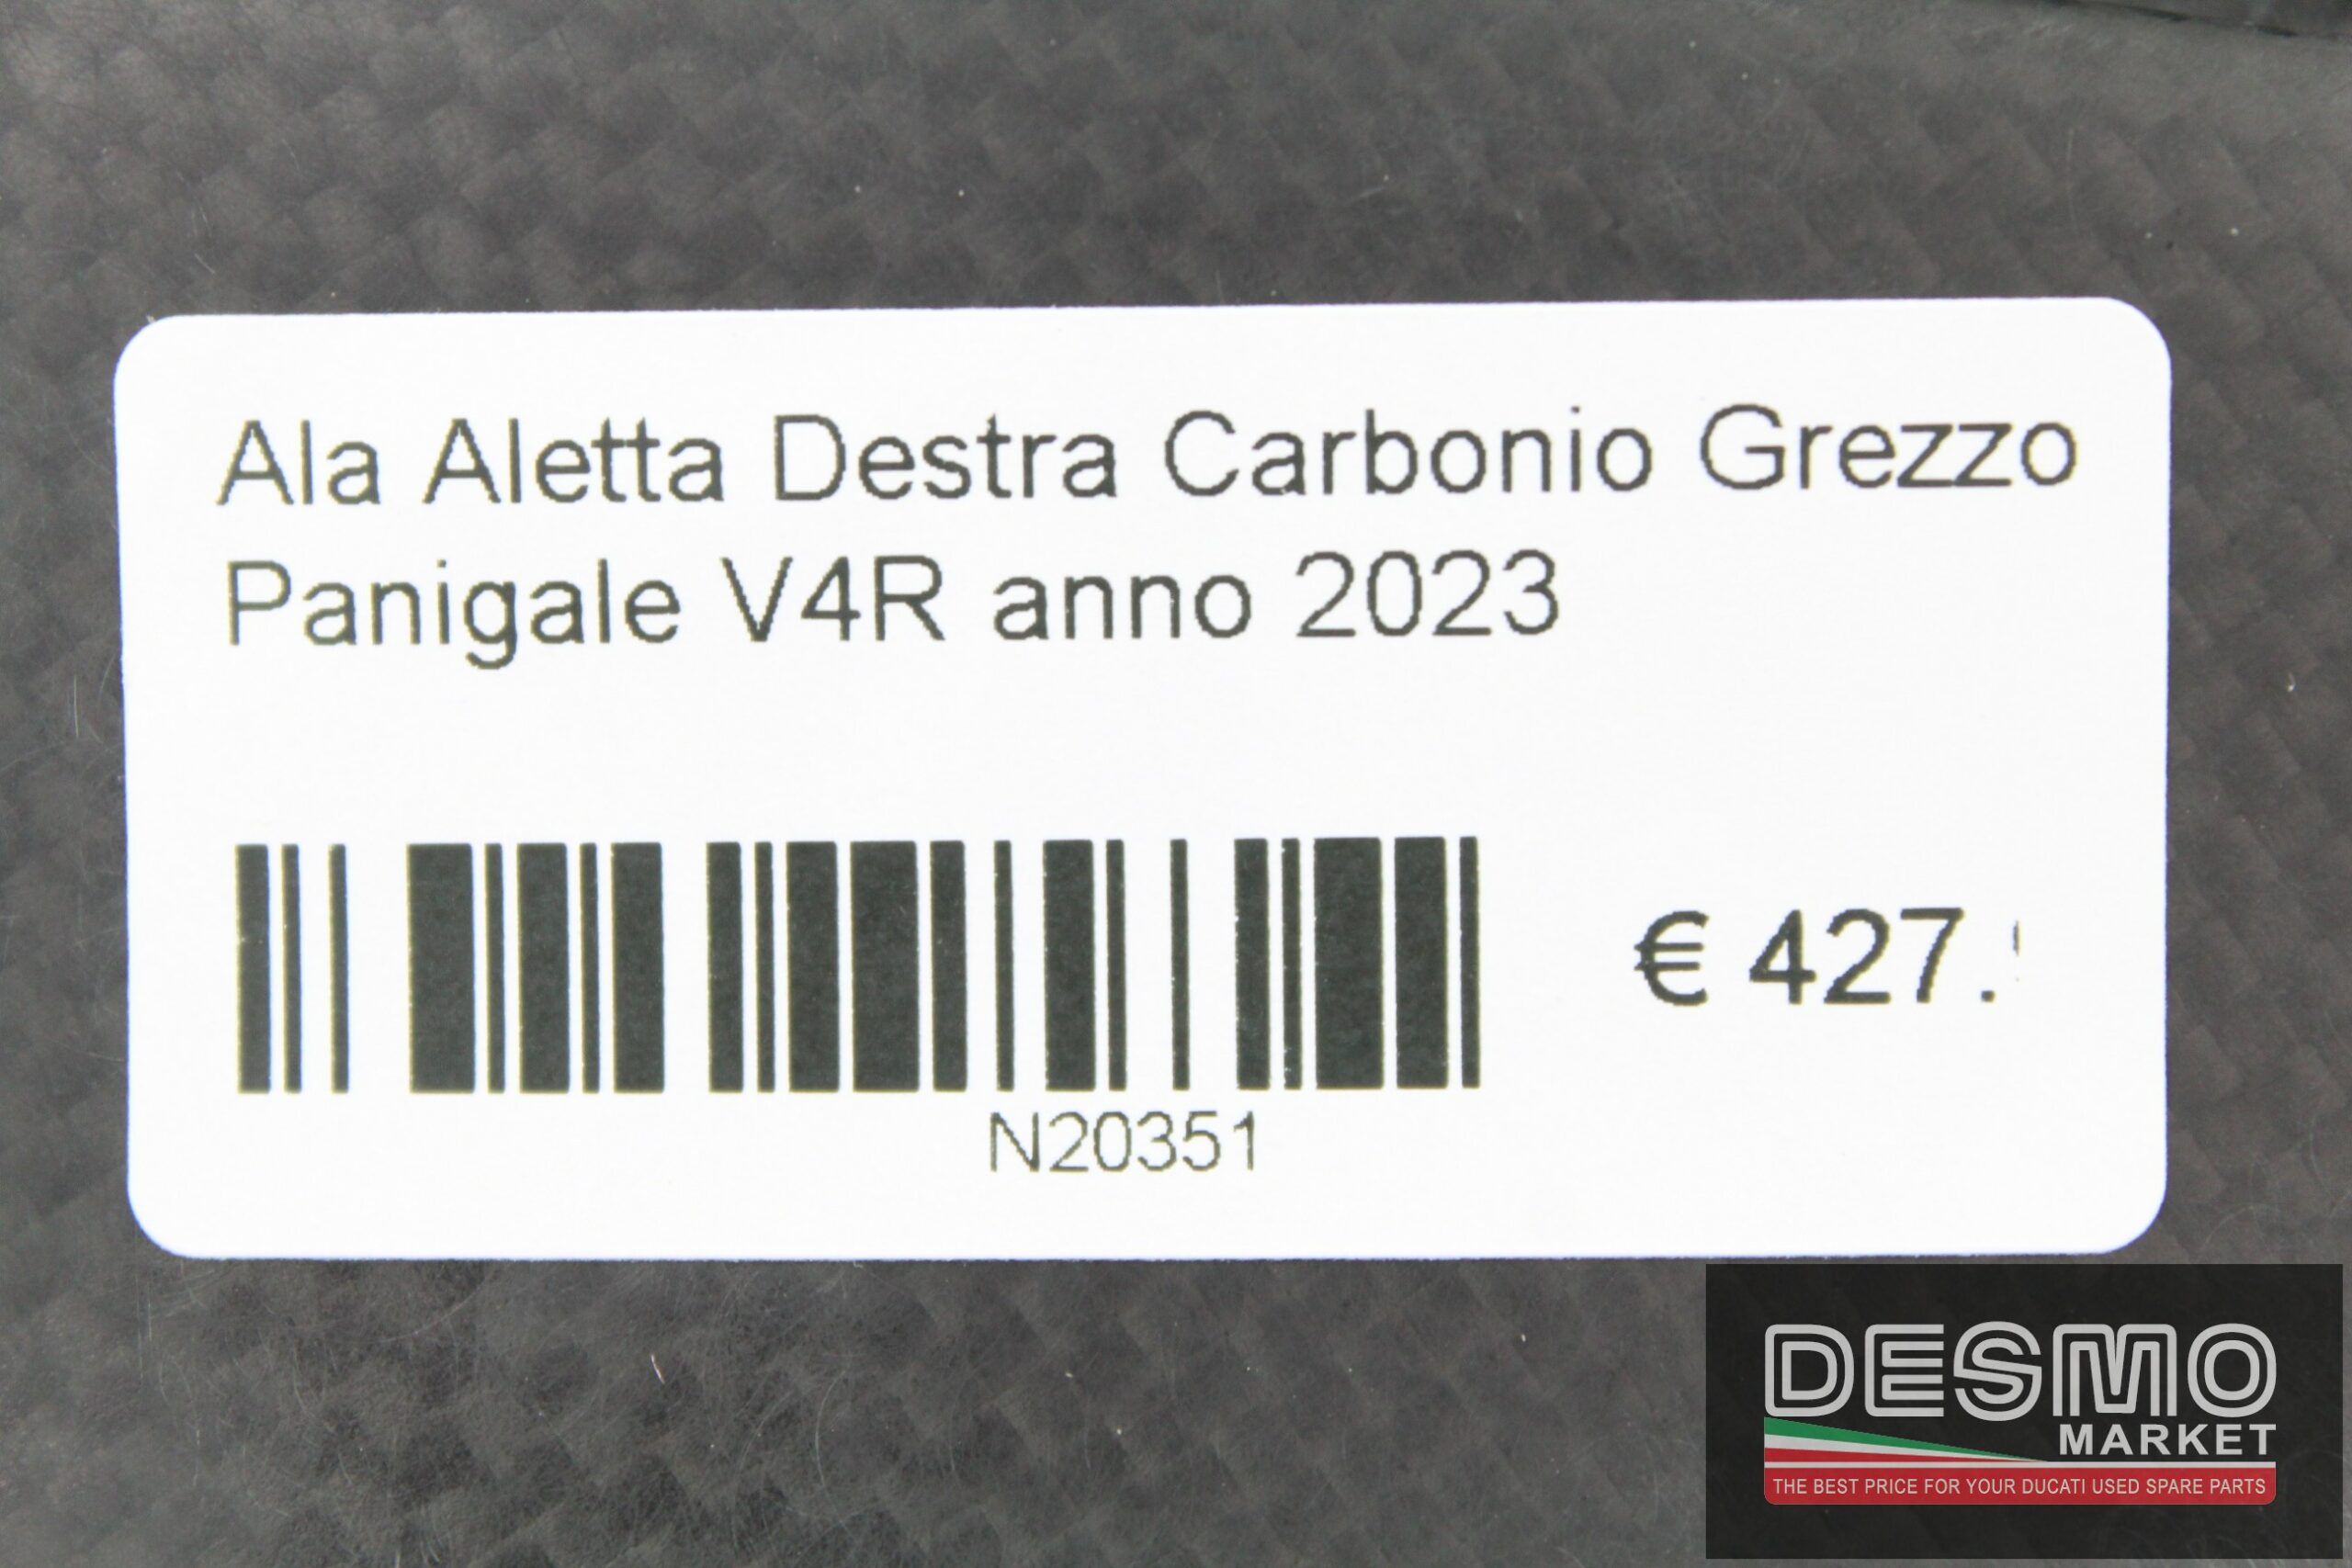 Ala Aletta Destra Carbonio Grezzo
Panigale V4R anno 2023
€ 427.
N20351
DESMO
MARKET
THE BEST PRICE FOR YOUR DUCATI USED SPARE PARTS